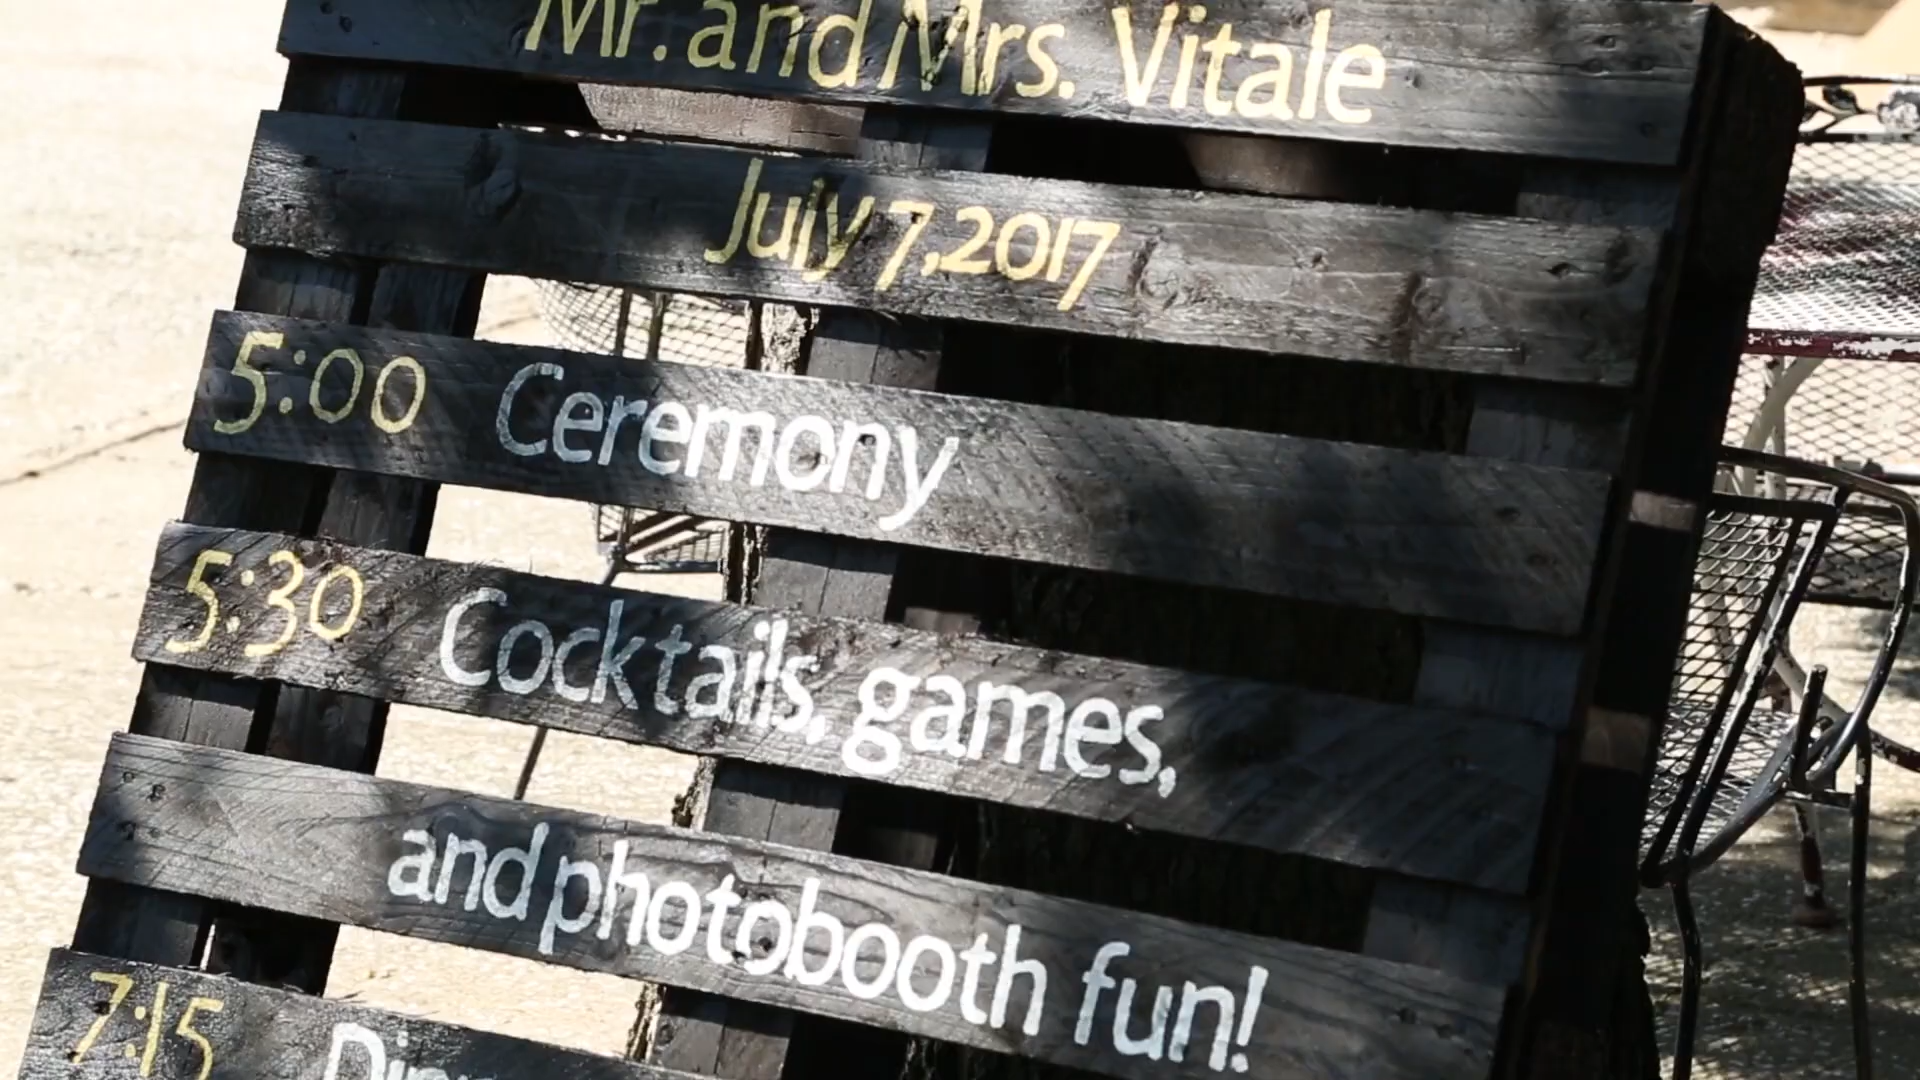 Mr. and Mrs. Vitale
July 7, 2017
5:00 Ceremony
5:30 Cocktails, games,
and photobooth fun!
7:15